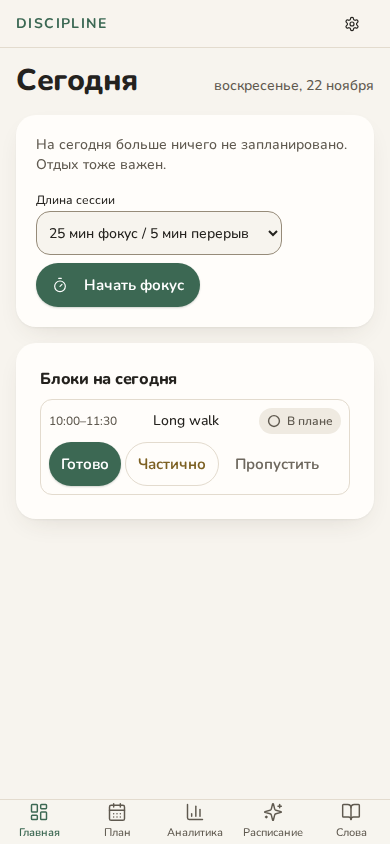 DISCIPLINE
Сегодня
воскресенье, 22 ноября
На сегодня больше ничего не запланировано.
Отдых тоже важен.
Длина сессии
25 мин фокус / 5 мин перерыв
Начать фокус
Блоки на сегодня
10:00–11:30 Long walk В плане
Готово Частично Пропустить
Главная План Аналитика Расписание Слова